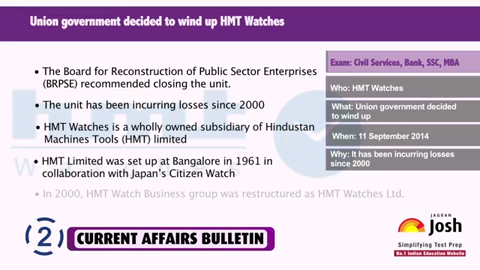 Union government decided to wind up HMT Watches
• The Board for Reconstruction of Public Sector Enterprises
(BRPSE) recommended closing the unit.
• The unit has been incurring losses since 2000
• HMT Watches is a wholly owned subsidiary of Hindustan
Machines Tools (HMT) limited
• HMT Limited was set up at Bangalore in 1961 in
collaboration with Japan's Citizen Watch
• In 2000, HMT Watch Business group was restructured as HMT Watches Ltd.
Exam: Civil Services, Bank, SSC, MBA
Who: HMT Watches
What: Union government decided
to wind up
When: 11 September 2014
Why: It has been incurring losses
since 2000
2 CURRENT AFFAIRS BULLETIN
JAGRAN
Josh
Simplifying Test Prep
No.1 Indian Education Website